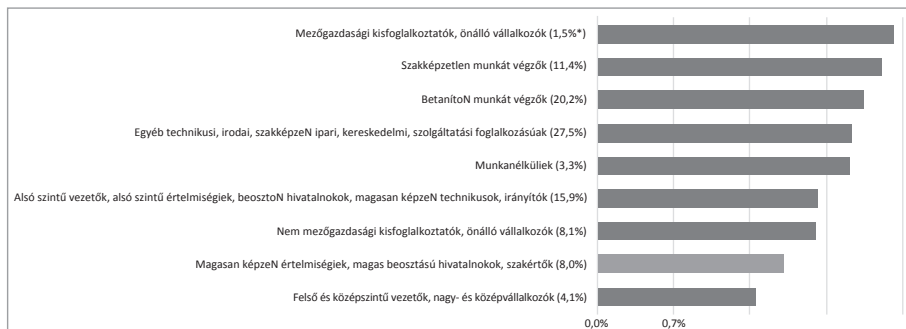 Mezőgazdasági kisfoglalkoztatók, önálló vállalkozók (1,5%*)
Szakképzetlen munkát végzők (11,4%)
BetanítoN munkát végzők (20,2%)
Egyéb technikusi, irodai, szakképzeN ipari, kereskedelmi, szolgáltatási foglalkozásúak (27,5%)
Munkanélküliek (3,3%)
Alsó szintű vezetők, alsó szintű értelmiségiek, beosztoN hivatalnokok, magasan képzeN technikusok, irányítók (15,9%)
Nem mezőgazdasági kisfoglalkoztatók, önálló vállalkozók (8,1%)
Magasan képzeN értelmiségiek, magas beosztású hivatalnokok, szakértők (8,0%)
Felső és középszintű vezetők, nagy- és középvállalkozók (4,1%)
0,0% 0,7%